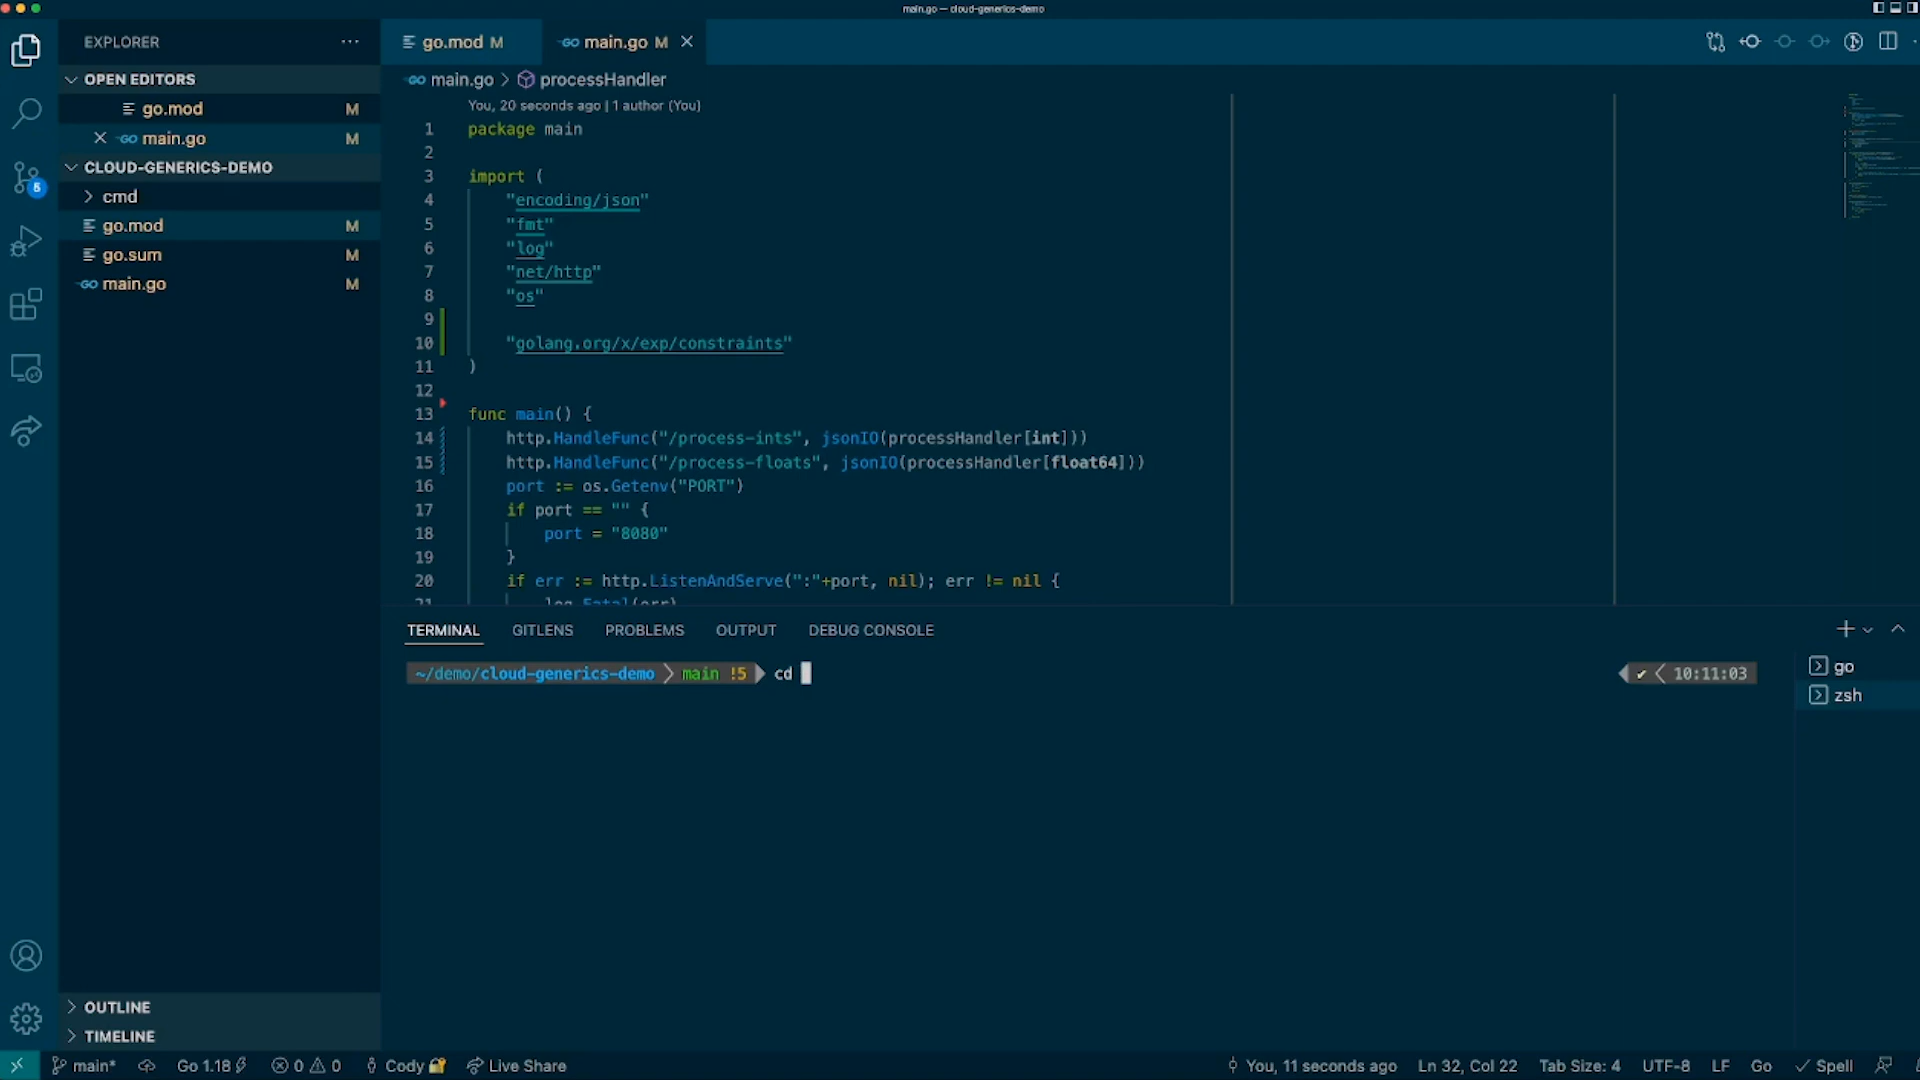 main.go — cloud-generics-demo
EXPLORER
OPEN EDITORS
go.mod M
main.go M
CLOUD-GENERICS-DEMO
cmd
go.mod M
go.sum M
main.go M
OUTLINE
TIMELINE
5
go.mod M
main.go M
main.go > processHandler
You, 20 seconds ago | 1 author (You)
1 package main
2
3 import (
4 "encoding/json"
5 "fmt"
6 "log"
7 "net/http"
8 "os"
9
10 "golang.org/x/exp/constraints"
11 )
12
13 func main() {
14 http.HandleFunc("/process-ints", jsonIO(processHandler[int]))
15 http.HandleFunc("/process-floats", jsonIO(processHandler[float64]))
16 port := os.Getenv("PORT")
17 if port == "" {
18 port = "8080"
19 }
20 if err := http.ListenAndServe(":"+port, nil); err != nil {
21 log.Fatal(err)
TERMINAL GITLENS PROBLEMS OUTPUT DEBUG CONSOLE
~/demo/cloud-generics-demo main !5 cd
10:11:03
go
zsh
main* Go 1.18 0 0 Cody Live Share You, 11 seconds ago Ln 32, Col 22 Tab Size: 4 UTF-8 LF Go Spell